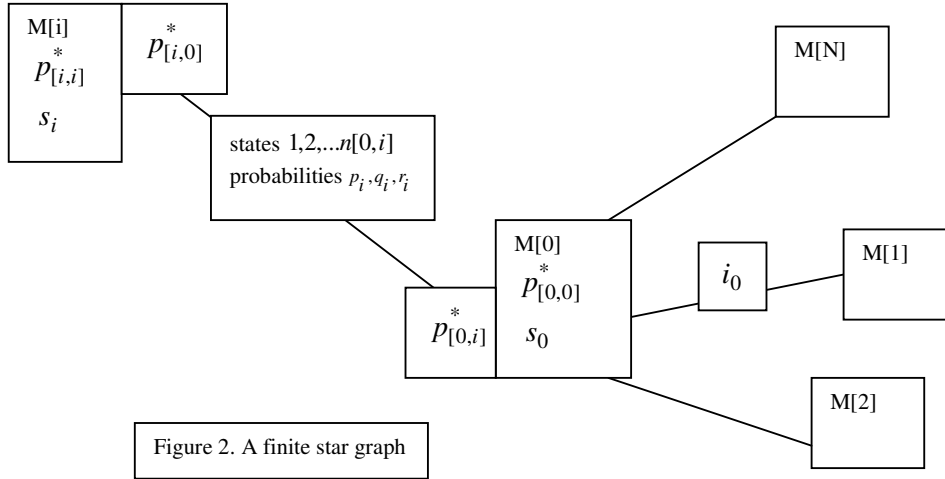 M[i]
p*[i,i]
s_i
p*[i,0]
states 1,2,...n[0,i]
probabilities p_i,q_i,r_i
p*[0,i]
M[0]
p*[0,0]
s_0
M[N]
i_0
M[1]
M[2]
Figure 2. A finite star graph